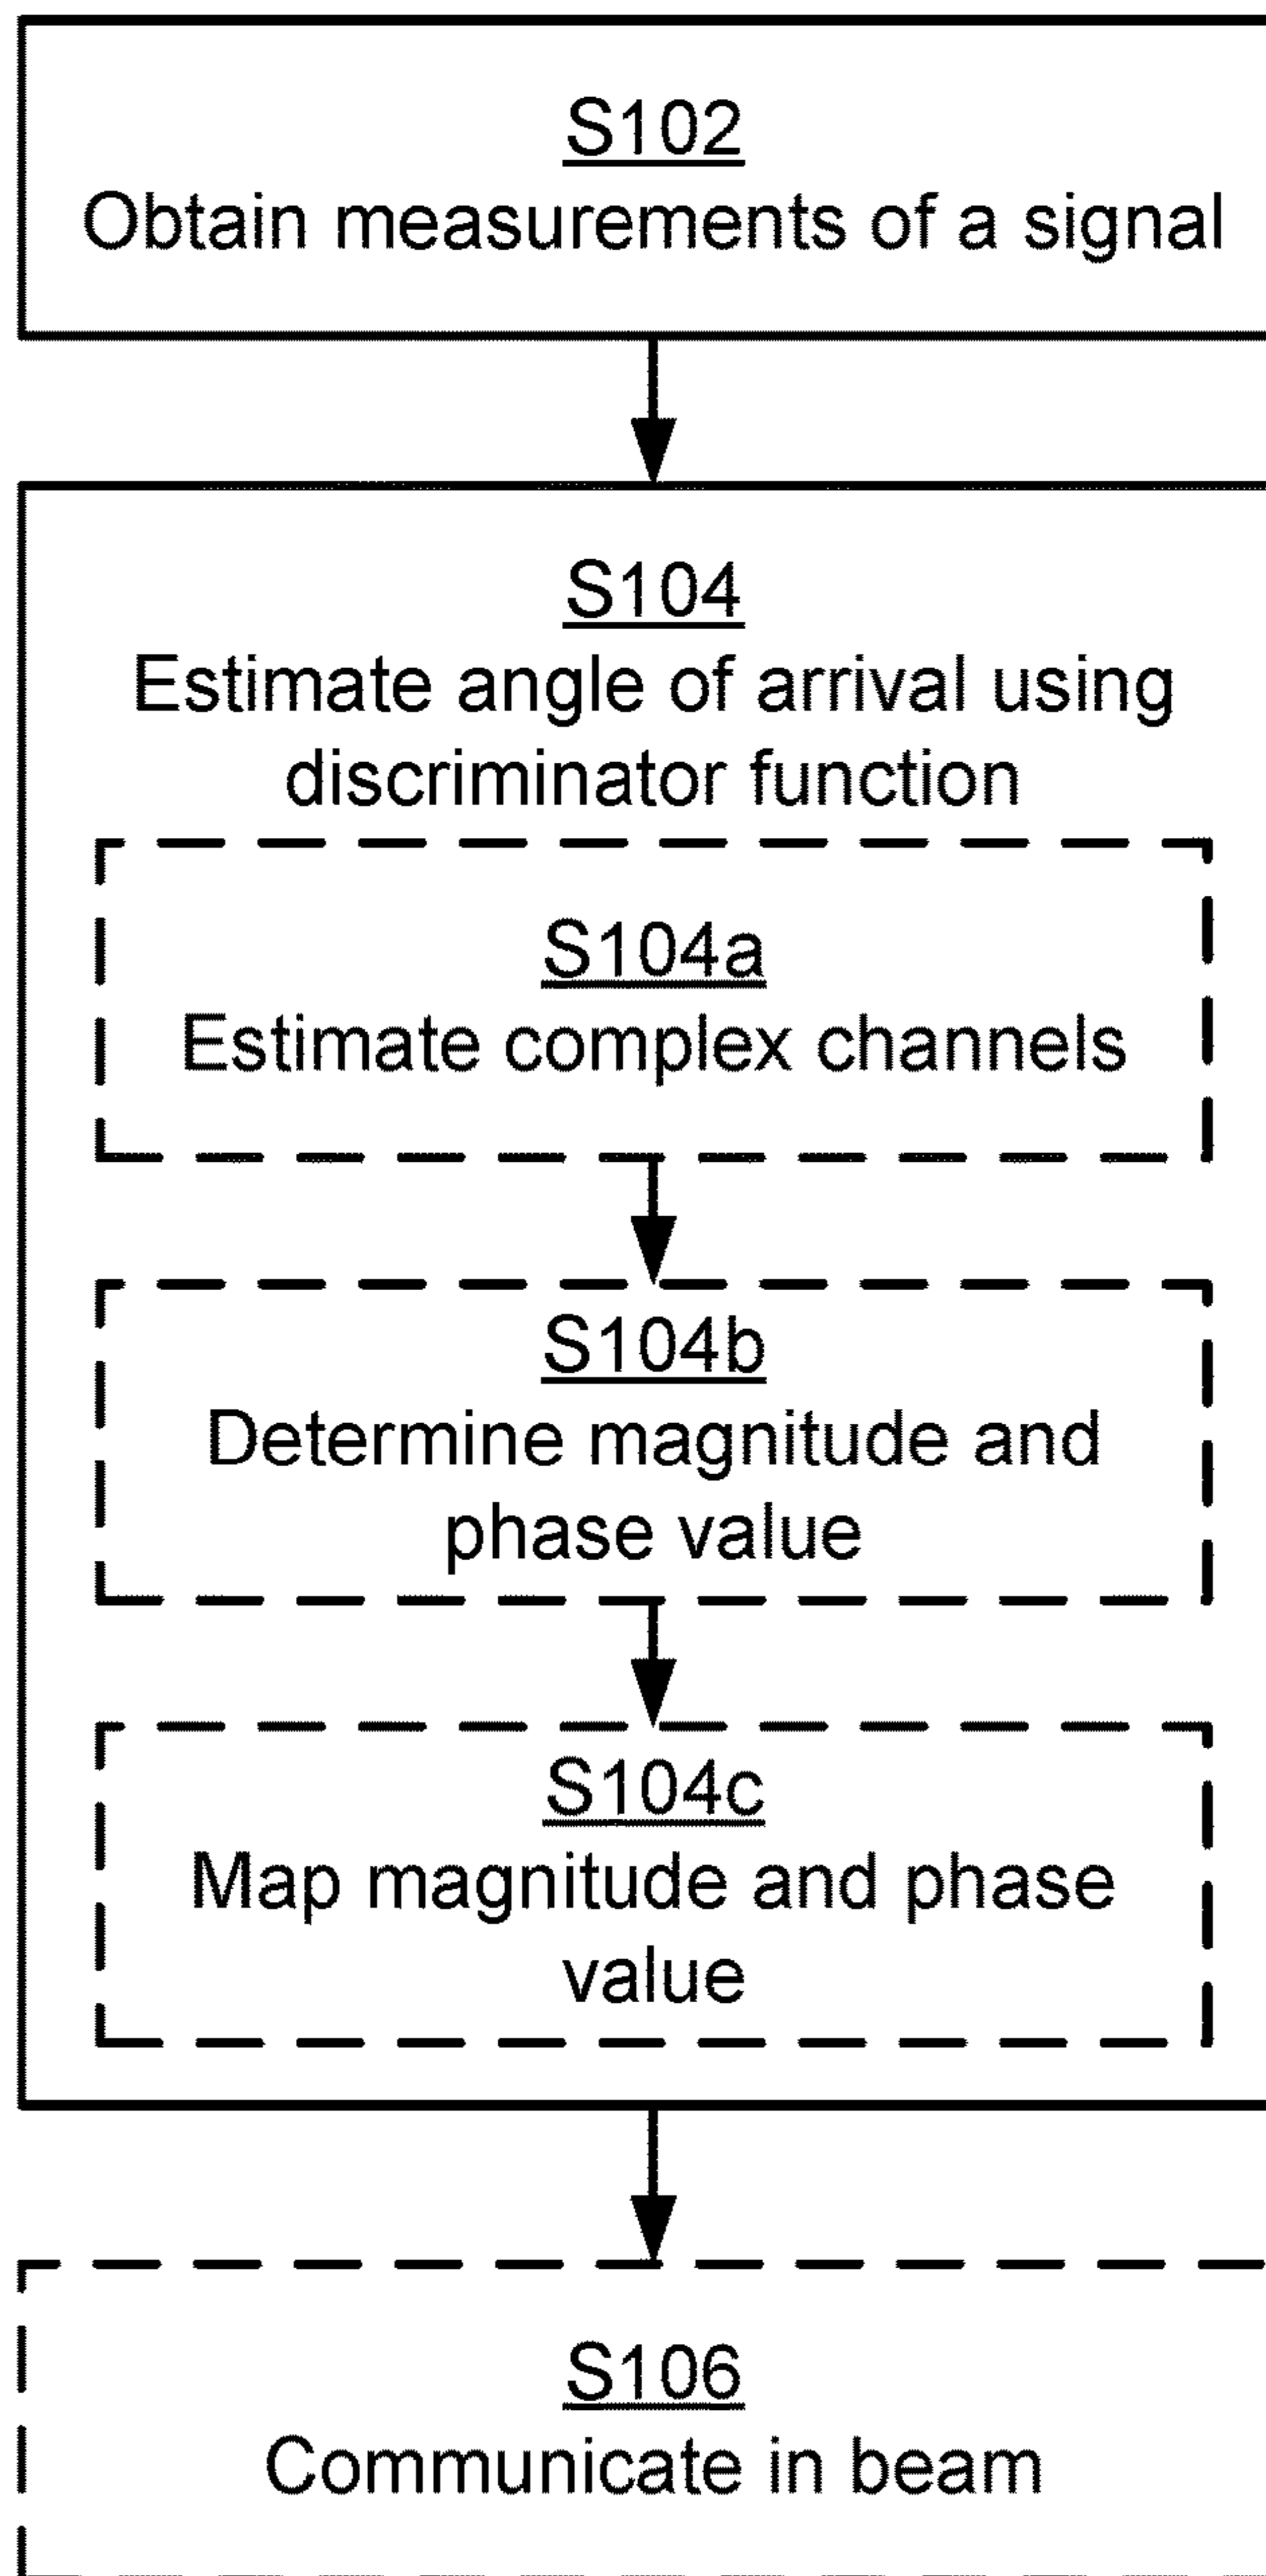 S102
Obtain measurements of a signal
S104
Estimate angle of arrival using
discriminator function
S104a
Estimate complex channels
S104b
Determine magnitude and
phase value
S104c
Map magnitude and phase
value
S106
Communicate in beam